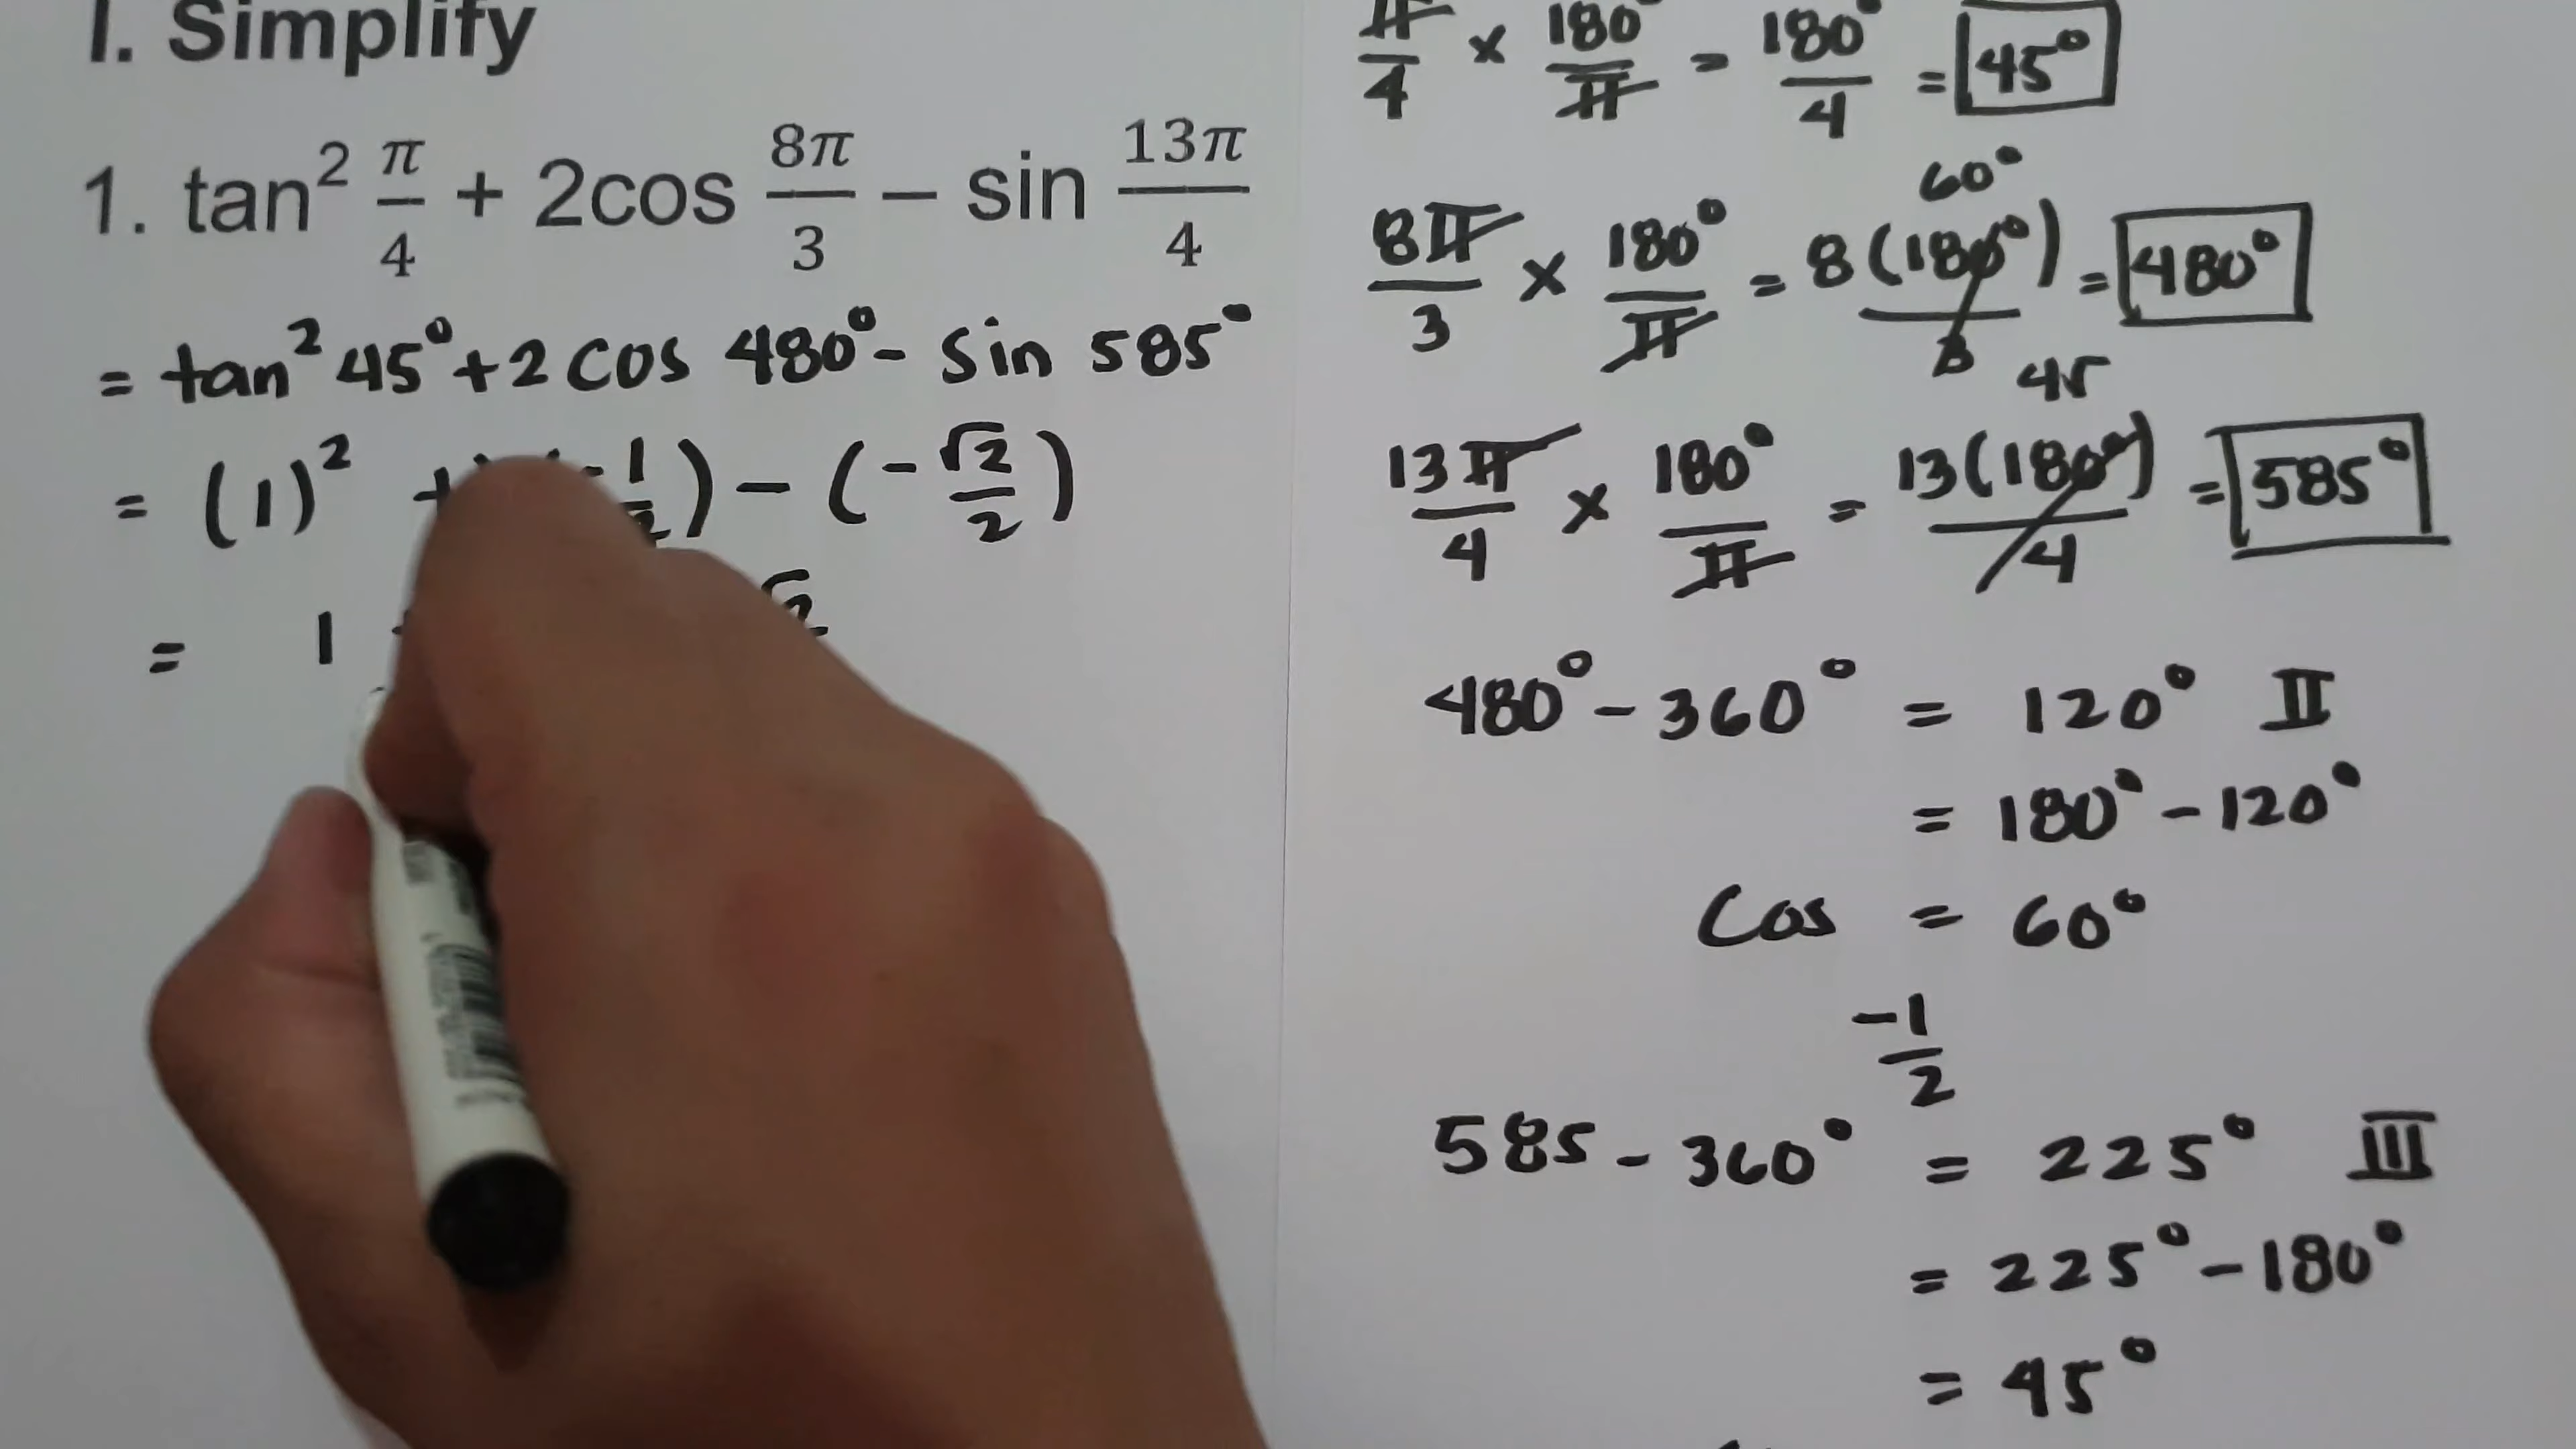 I. Simplify
1. tan² π/4 + 2cos 8π/3 − sin 13π/4
= tan² 45° + 2 cos 480° - sin 585°
= (1)² + -1/2) - (-√2/2)
= 1 √2
π/4 x 180°/π = 180°/4 = 45°
60°
8π/3 x 180°/π = 8(180°)/3 = 480°
45
13π/4 x 180°/π = 13(180°)/4 = 585°
480° - 360° = 120° II
= 180° - 120°
Cos = 60°
-1/2
585 - 360° = 225° III
= 225° - 180°
= 45°